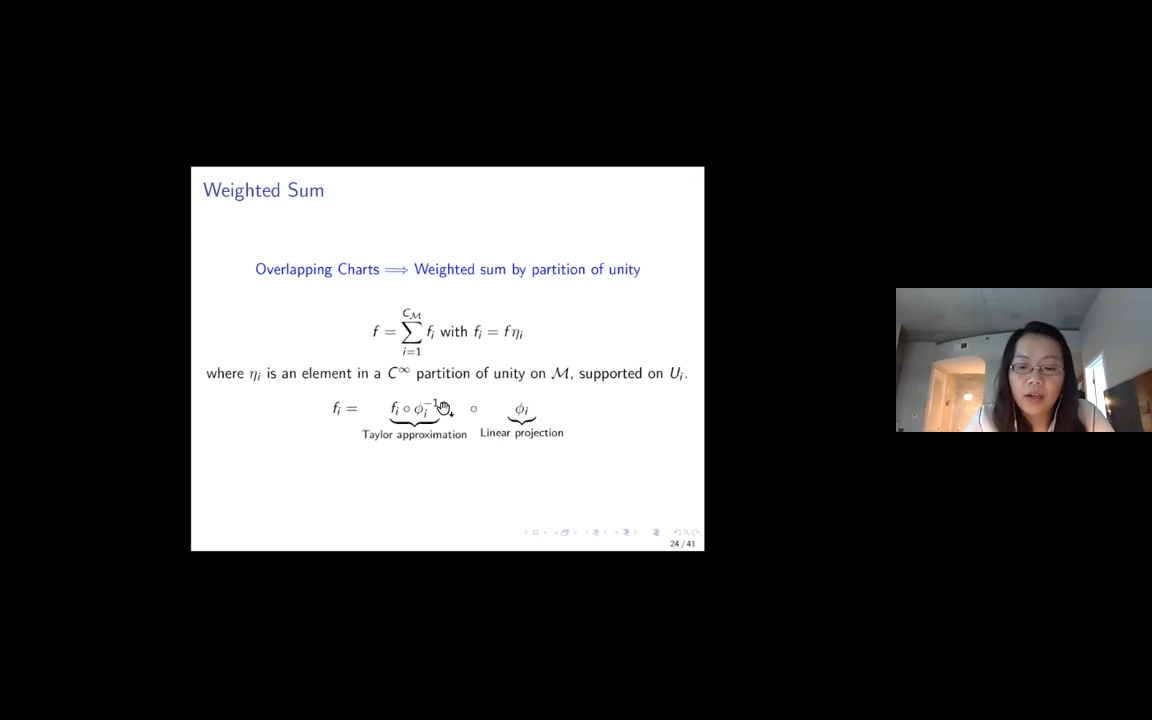 Weighted Sum
Overlapping Charts ⟹ Weighted sum by partition of unity
f = ∑_{i=1}^{C_ℳ} f_i with f_i = f η_i
where η_i is an element in a C^∞ partition of unity on ℳ, supported on U_i.
f_i = f_i ∘ ϕ_i^{-1} ∘ ϕ_i
Taylor approximation Linear projection
24 / 41